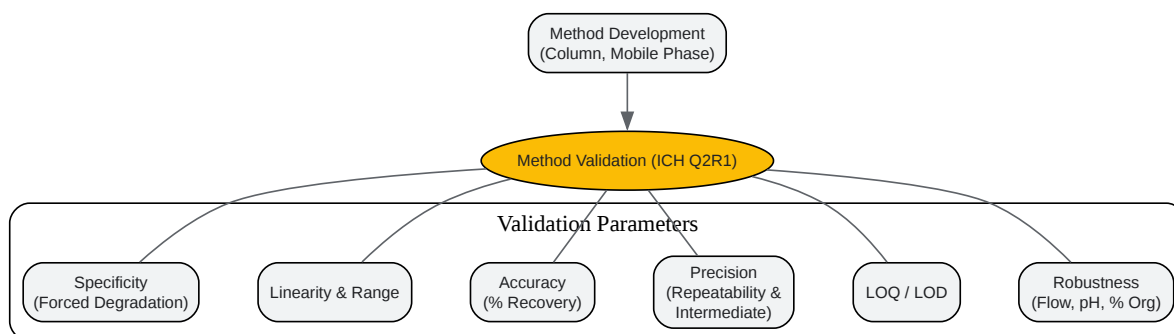 Method Development
(Column, Mobile Phase)
Method Validation (ICH Q2R1)
Validation Parameters
Specificity
(Forced Degradation)
Linearity & Range
Accuracy
(% Recovery)
Precision
(Repeatability &
Intermediate)
LOQ / LOD
Robustness
(Flow, pH, % Org)